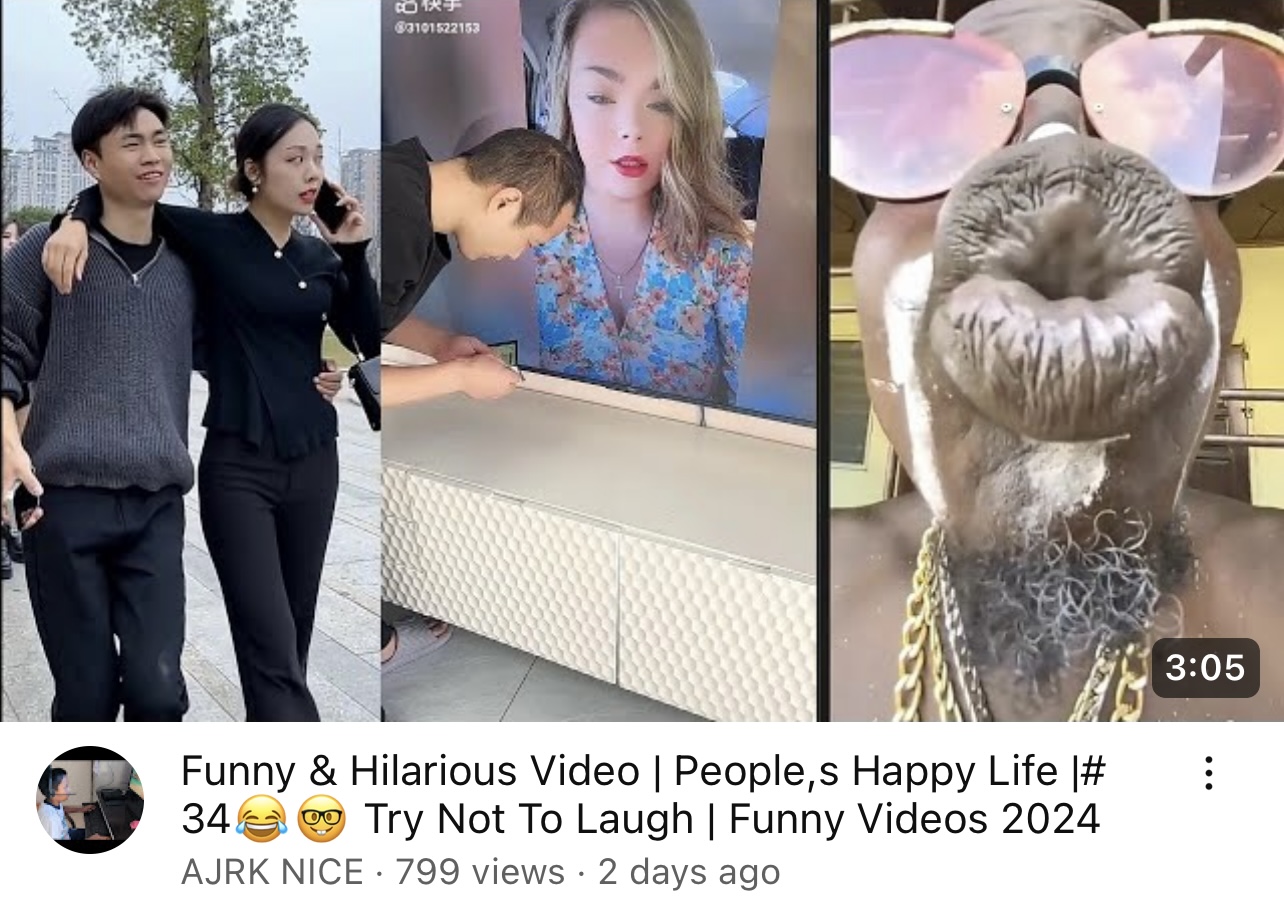 快手
@3101522153
3:05
Funny & Hilarious Video | People,s Happy Life |#
34😂 🤓 Try Not To Laugh | Funny Videos 2024
AJRK NICE · 799 views · 2 days ago